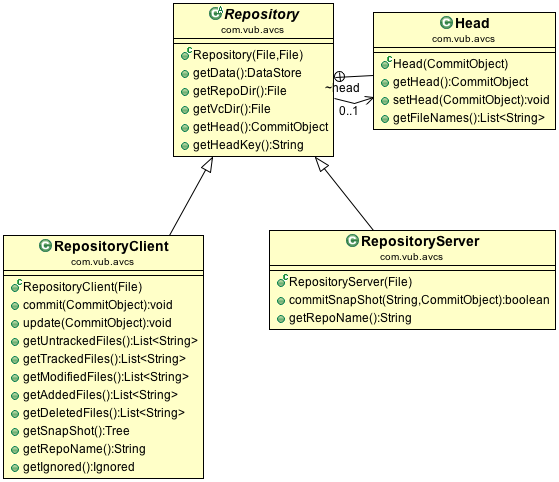 Repository
com.vub.avcs
Repository(File,File)
getData():DataStore
getRepoDir():File
getVcDir():File
getHead():CommitObject
getHeadKey():String
~head
0..1
Head
com.vub.avcs
Head(CommitObject)
getHead():CommitObject
setHead(CommitObject):void
getFileNames():List<String>
RepositoryClient
com.vub.avcs
RepositoryClient(File)
commit(CommitObject):void
update(CommitObject):void
getUntrackedFiles():List<String>
getTrackedFiles():List<String>
getModifiedFiles():List<String>
getAddedFiles():List<String>
getDeletedFiles():List<String>
getSnapShot():Tree
getRepoName():String
getIgnored():Ignored
RepositoryServer
com.vub.avcs
RepositoryServer(File)
commitSnapShot(String,CommitObject):boolean
getRepoName():String